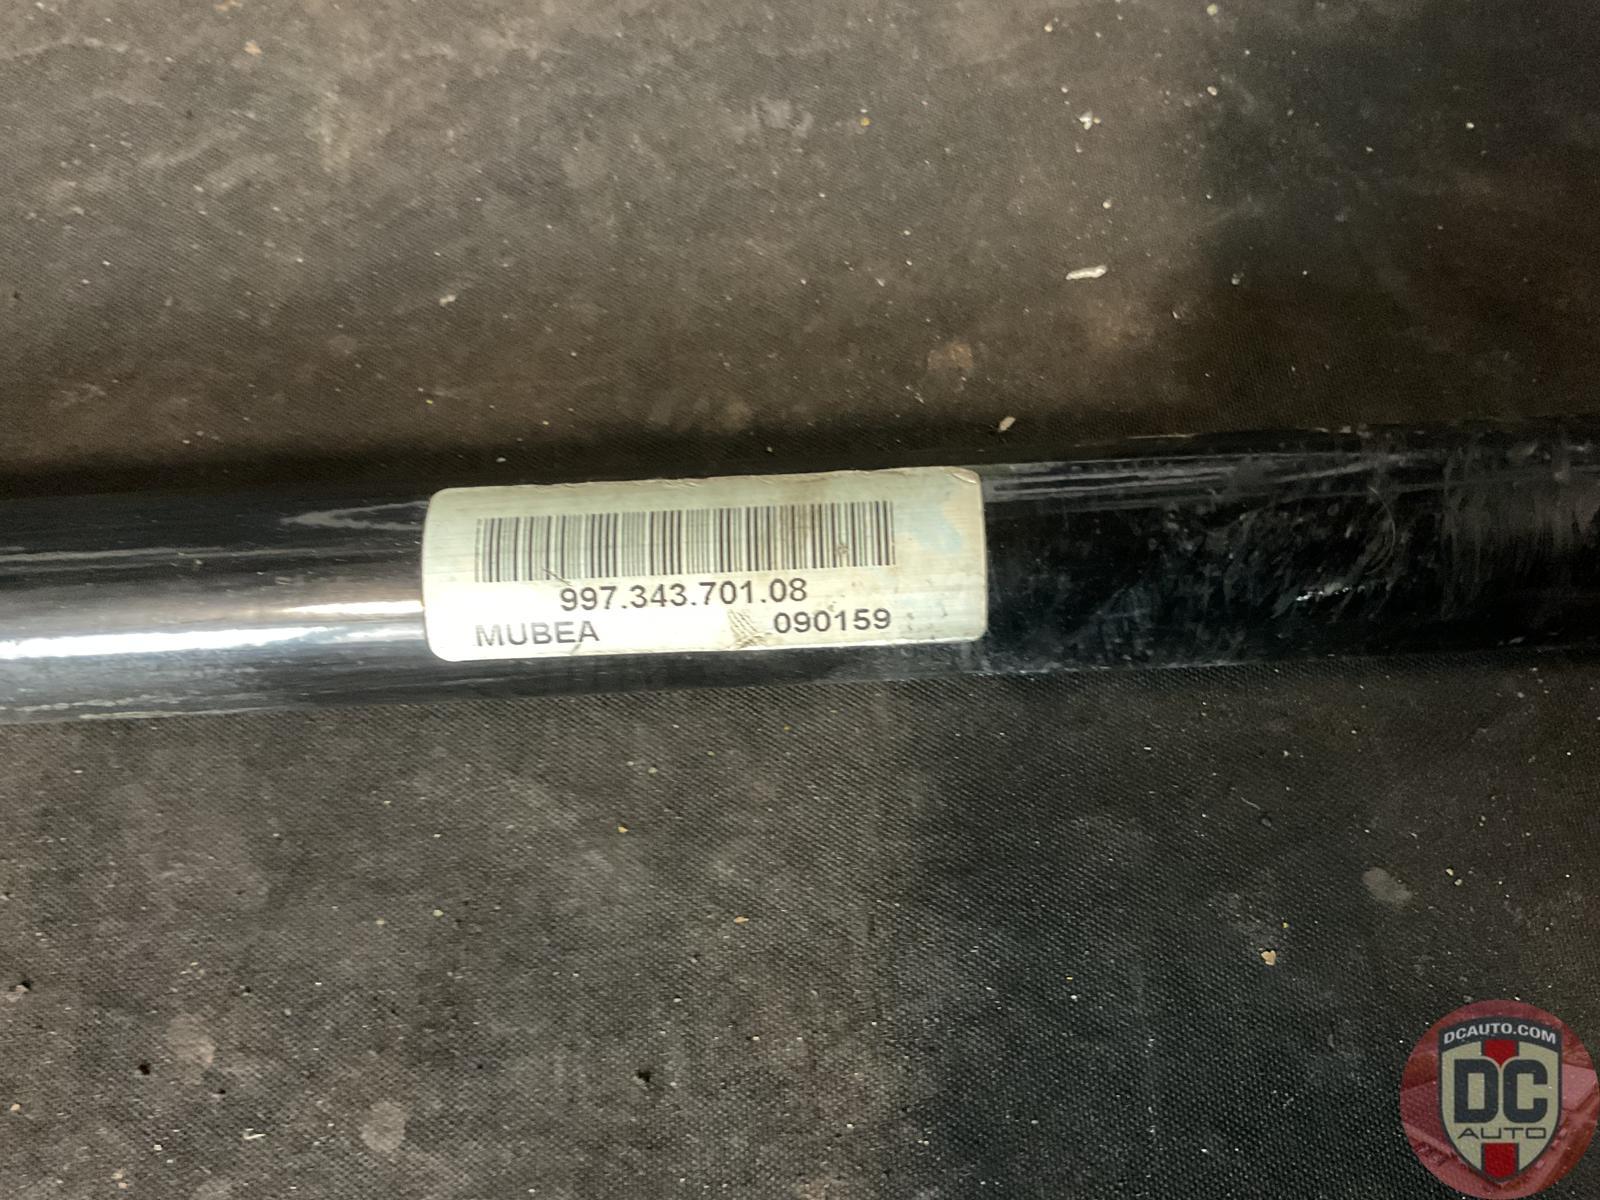 997.343.701.08
MUBEA 090159
DCAUTO.COM
DC
AUTO